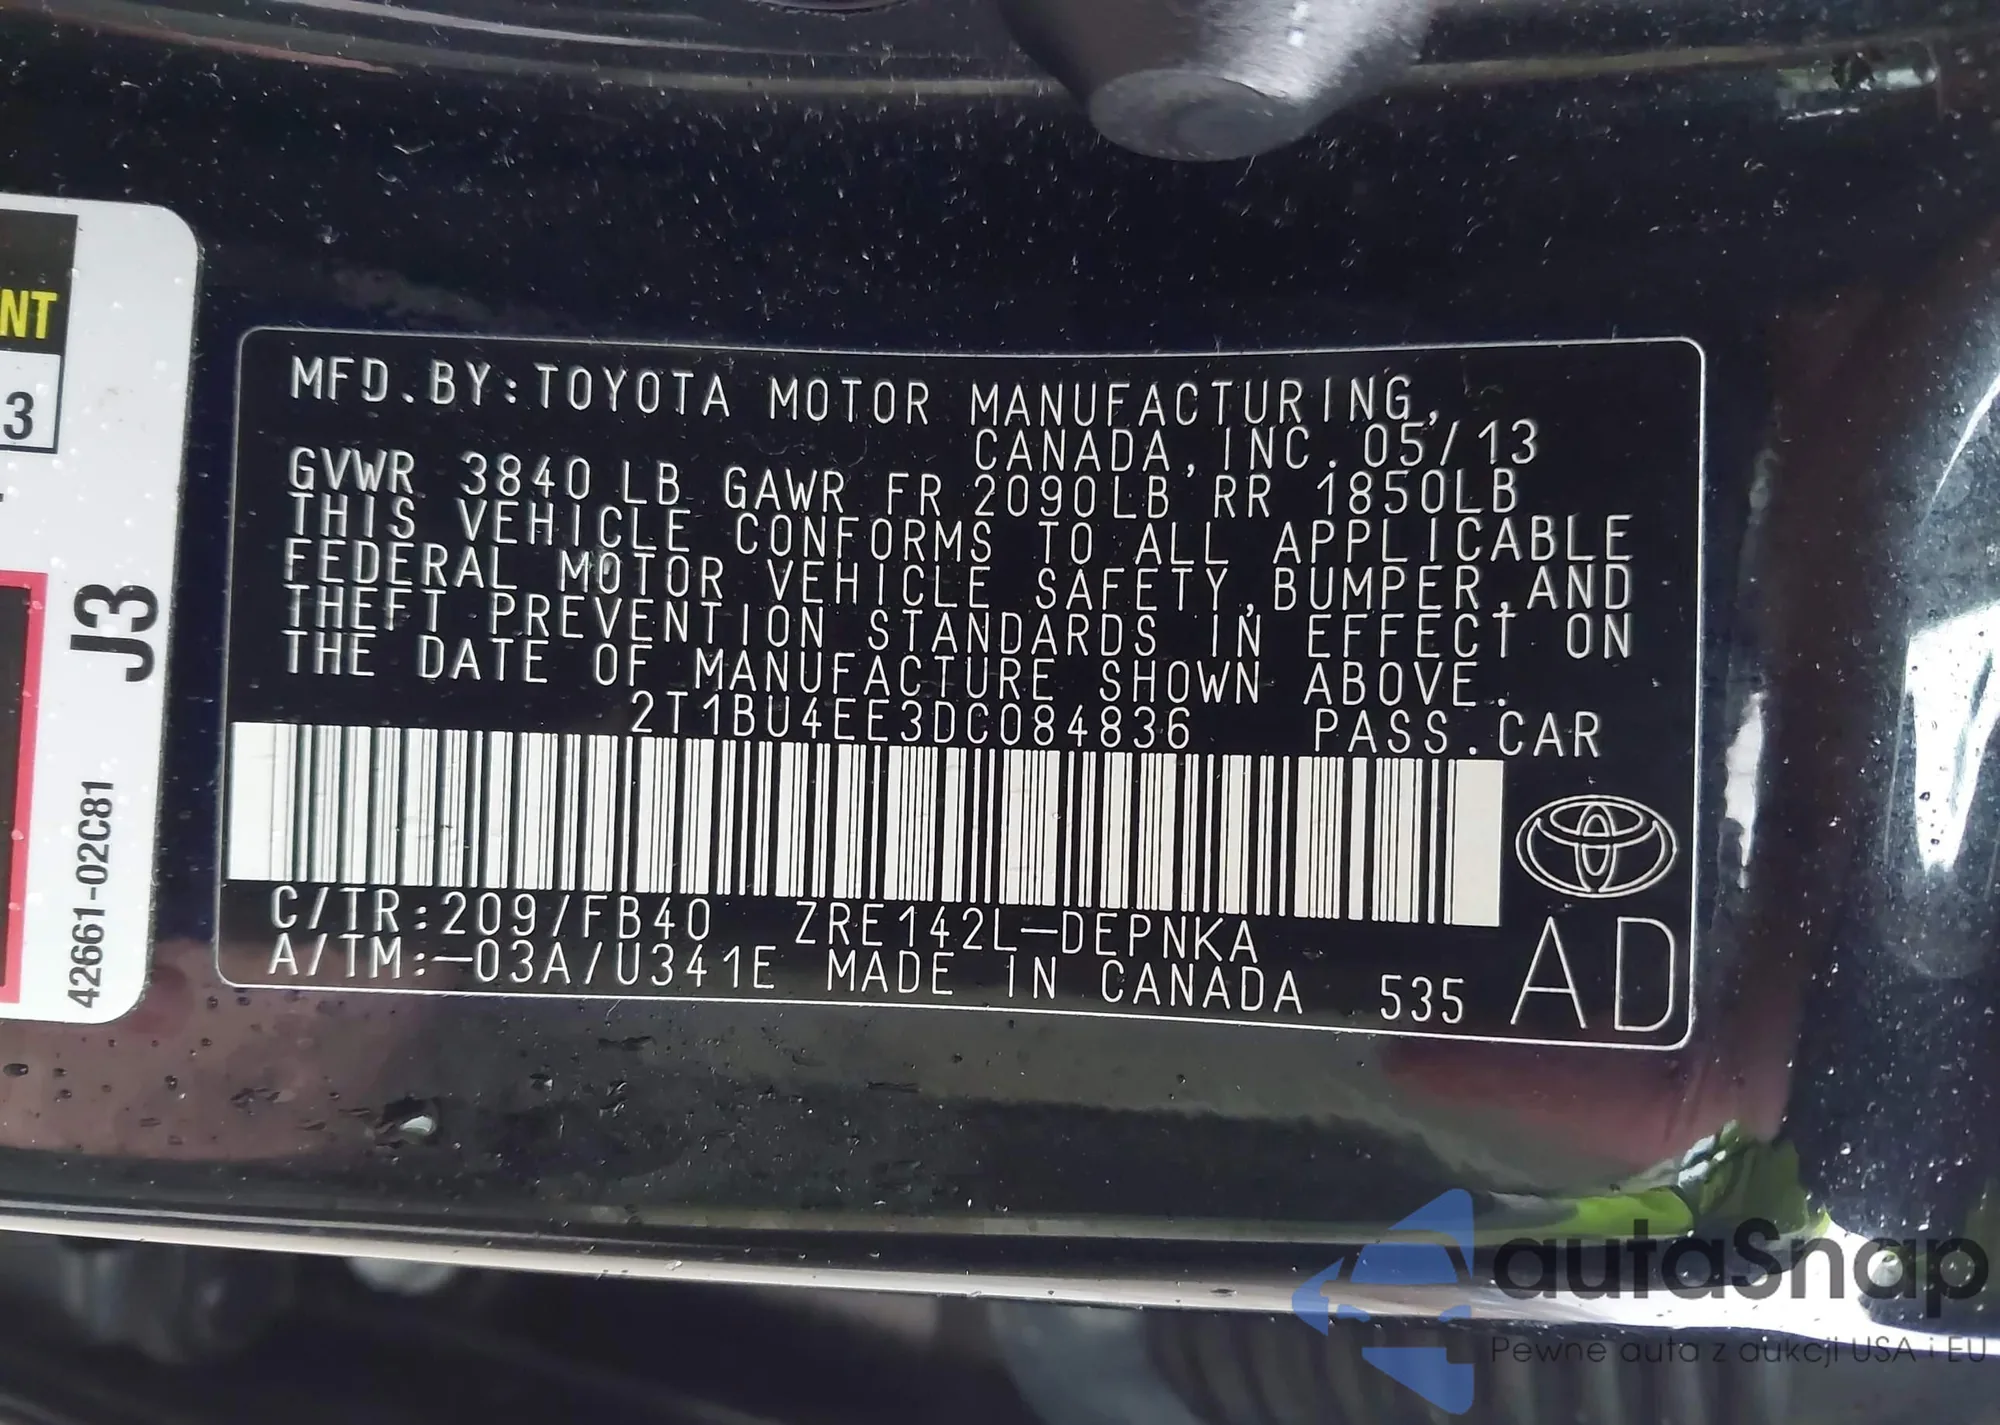 NT
3
J3
42661-02C81
MFD.BY:TOYOTA MOTOR MANUFACTURING,
CANADA,INC.05/13
GVWR 3840 LB GAWR FR 2090LB RR 1850LB
THIS VEHICLE CONFORMS TO ALL APPLICABLE
FEDERAL MOTOR VEHICLE SAFETY,BUMPER,AND
THEFT PREVENTION STANDARDS IN EFFECT ON
THE DATE OF MANUFACTURE SHOWN ABOVE.
2T1BU4EE3DC084836 PASS.CAR
C/TR:209/FB40 ZRE142L-DEPNKA
A/TM:-03A/U341E MADE IN CANADA 535
AD
autaSnap
Pewne auta z aukcji USA i EU